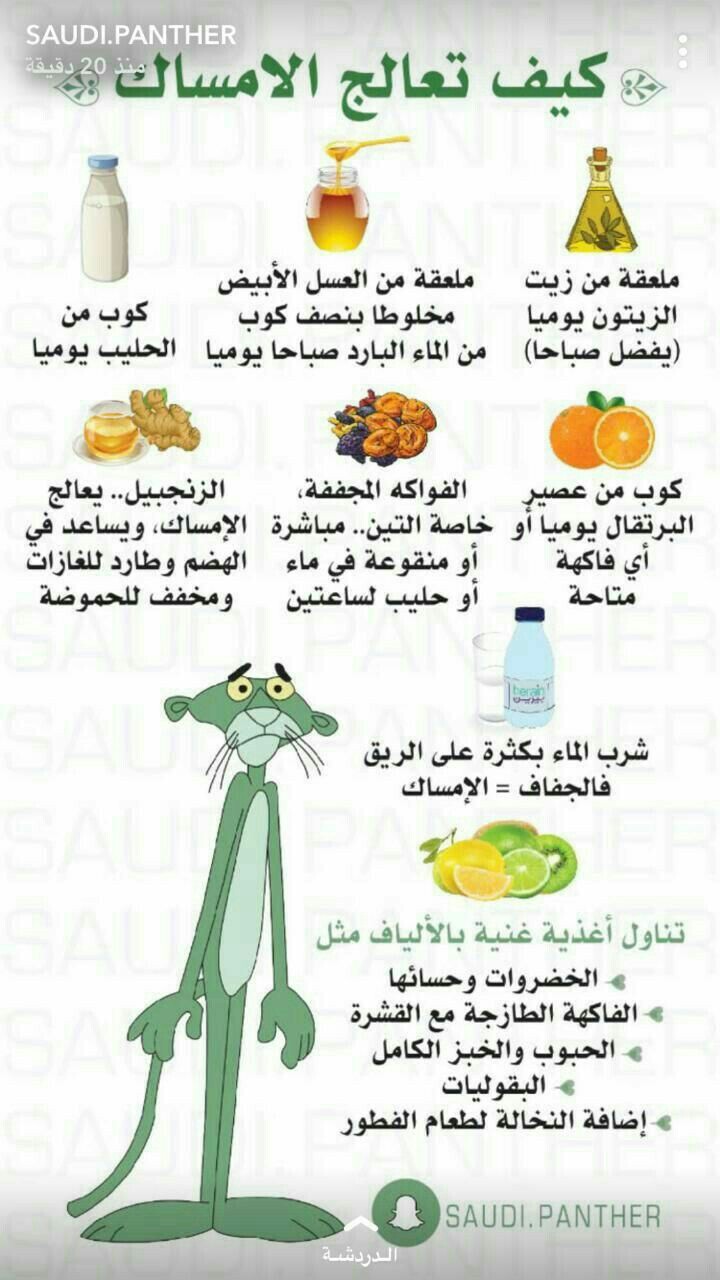 SAUDI.PANTHER
منذ 20 دقيقة
كيف تعالج الامساك
ملعقة من زيت
الزيتون يوميا
(يفضل صباحا)
ملعقة من العسل الأبيض
مخلوطا بنصف كوب
من الماء البارد صباحا يوميا
كوب من
الحليب يوميا
كوب من عصير
البرتقال يوميا أو
أي فاكهة
متاحة
الفواكه المجففة،
خاصة التين.. مباشرة
أو منقوعة في ماء
أو حليب لساعتين
الزنجبيل.. يعالج
الإمساك، ويساعد في
الهضم وطارد للغازات
ومخفف للحموضة
berain
بيرين
شرب الماء بكثرة على الريق
فالجفاف = الإمساك
تناول أغذية غنية بالألياف مثل
الخضروات وحسائها
الفاكهة الطازجة مع القشرة
الحبوب والخبز الكامل
البقوليات
إضافة النخالة لطعام الفطور
SAUDI.PANTHER
الدردشة